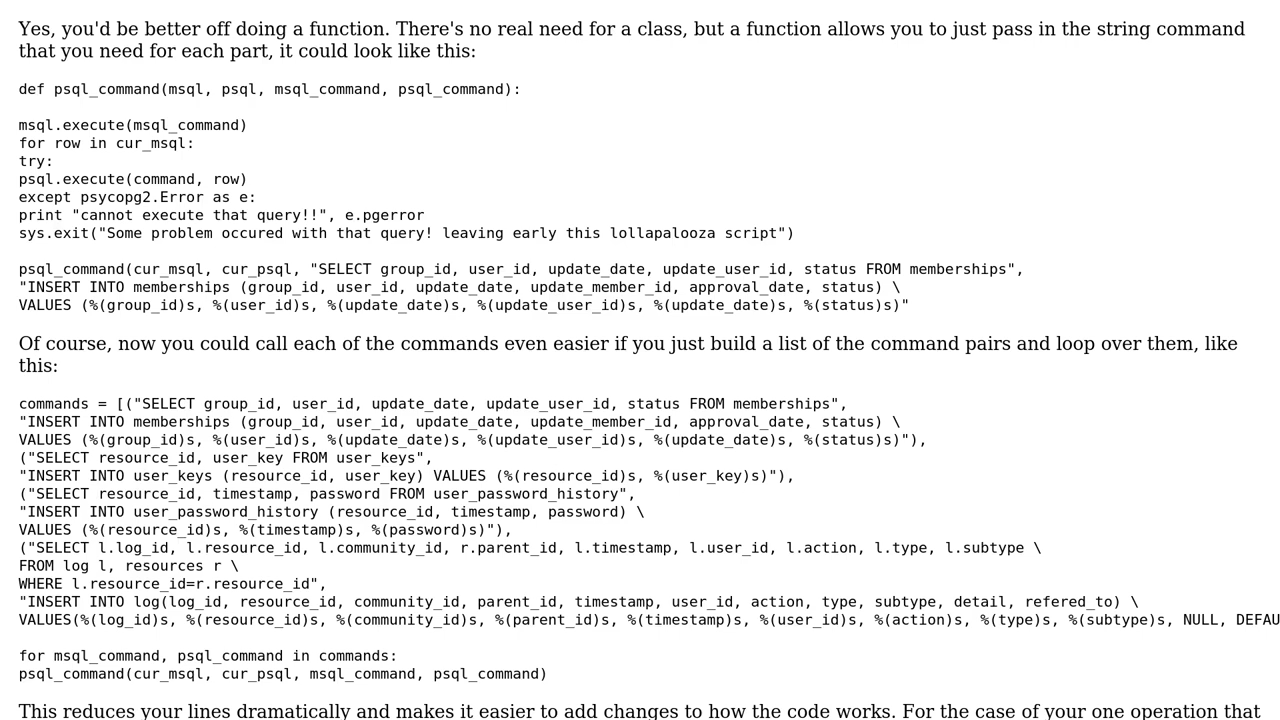 Yes, you'd be better off doing a function. There's no real need for a class, but a function allows you to just pass in the string command
that you need for each part, it could look like this:
def psql_command(msql, psql, msql_command, psql_command):
msql.execute(msql_command)
for row in cur_msql:
try:
psql.execute(command, row)
except psycopg2.Error as e:
print "cannot execute that query!!", e.pgerror
sys.exit("Some problem occured with that query! leaving early this lollapalooza script")
psql_command(cur_msql, cur_psql, "SELECT group_id, user_id, update_date, update_user_id, status FROM memberships",
"INSERT INTO memberships (group_id, user_id, update_date, update_member_id, approval_date, status) \
VALUES (%(group_id)s, %(user_id)s, %(update_date)s, %(update_user_id)s, %(update_date)s, %(status)s)"
Of course, now you could call each of the commands even easier if you just build a list of the command pairs and loop over them, like
this:
commands = [("SELECT group_id, user_id, update_date, update_user_id, status FROM memberships",
"INSERT INTO memberships (group_id, user_id, update_date, update_member_id, approval_date, status) \
VALUES (%(group_id)s, %(user_id)s, %(update_date)s, %(update_user_id)s, %(update_date)s, %(status)s)"),
("SELECT resource_id, user_key FROM user_keys",
"INSERT INTO user_keys (resource_id, user_key) VALUES (%(resource_id)s, %(user_key)s)"),
("SELECT resource_id, timestamp, password FROM user_password_history",
"INSERT INTO user_password_history (resource_id, timestamp, password) \
VALUES (%(resource_id)s, %(timestamp)s, %(password)s)"),
("SELECT l.log_id, l.resource_id, l.community_id, r.parent_id, l.timestamp, l.user_id, l.action, l.type, l.subtype \
FROM log l, resources r \
WHERE l.resource_id=r.resource_id",
"INSERT INTO log(log_id, resource_id, community_id, parent_id, timestamp, user_id, action, type, subtype, detail, refered_to) \
VALUES(%(log_id)s, %(resource_id)s, %(community_id)s, %(parent_id)s, %(timestamp)s, %(user_id)s, %(action)s, %(type)s, %(subtype)s, NULL, DEFAU
for msql_command, psql_command in commands:
psql_command(cur_msql, cur_psql, msql_command, psql_command)
This reduces your lines dramatically and makes it easier to add changes to how the code works. For the case of your one operation that